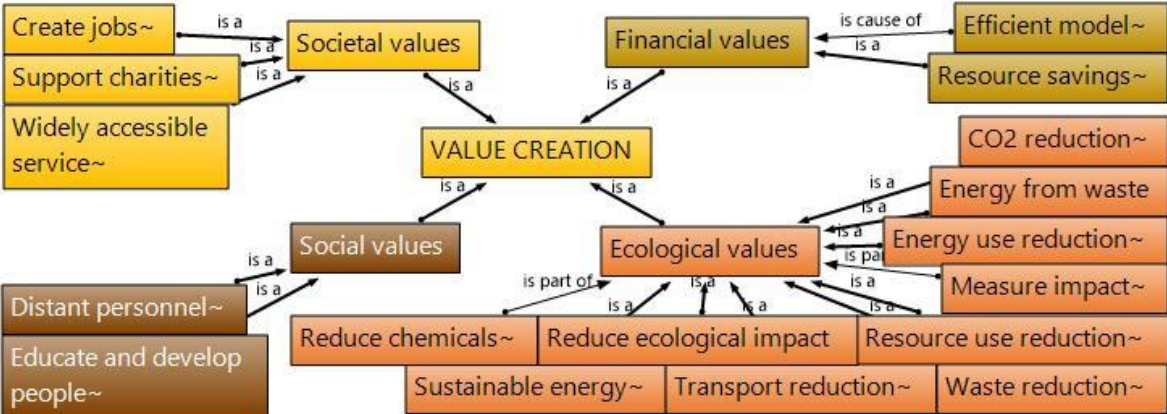 Create jobs~
is a
Societal values
Financial values
is cause of
Efficient model~
is a
Support charities~
is a
is a
Resource savings~
is a
is a
Widely accessible
service~
VALUE CREATION
CO2 reduction~
is a
is a
is a
Energy from waste
is a
Social values
Ecological values
is a
Energy use reduction~
is a
is part of
is a
is par
Measure impact~
is a
Distant personnel~
is a
is a
is a
Reduce chemicals~
Reduce ecological impact
Resource use reduction~
Educate and develop
people~
Sustainable energy~
Transport reduction~
Waste reduction~